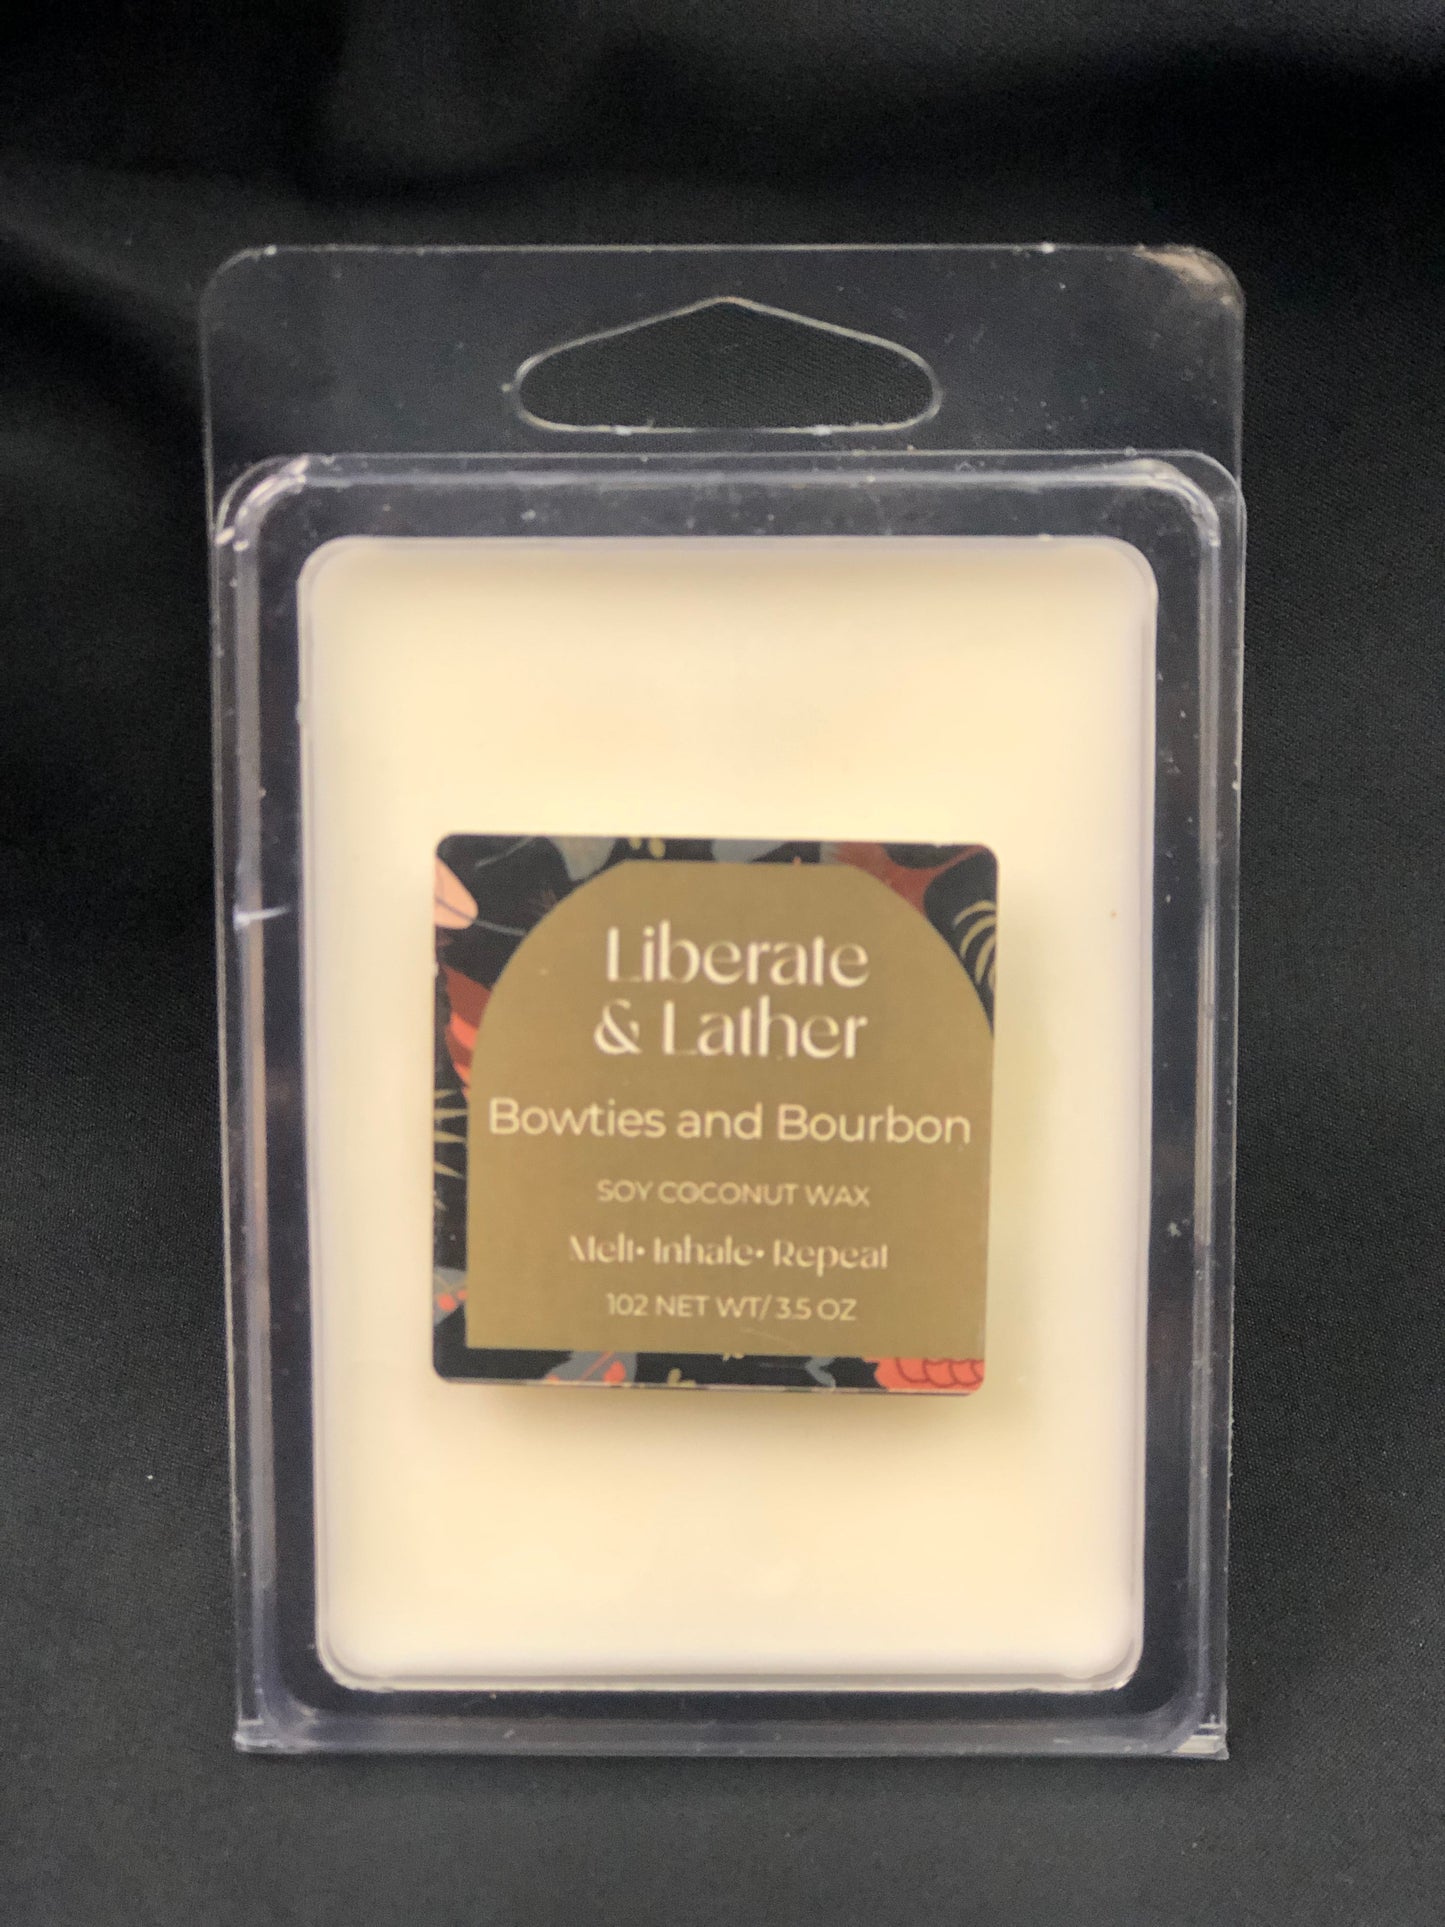 Liberate
& Lather
Bowties and Bourbon
SOY COCONUT WAX
Melt• Inhale• Repeat
102 NET WT/ 3.5 OZ